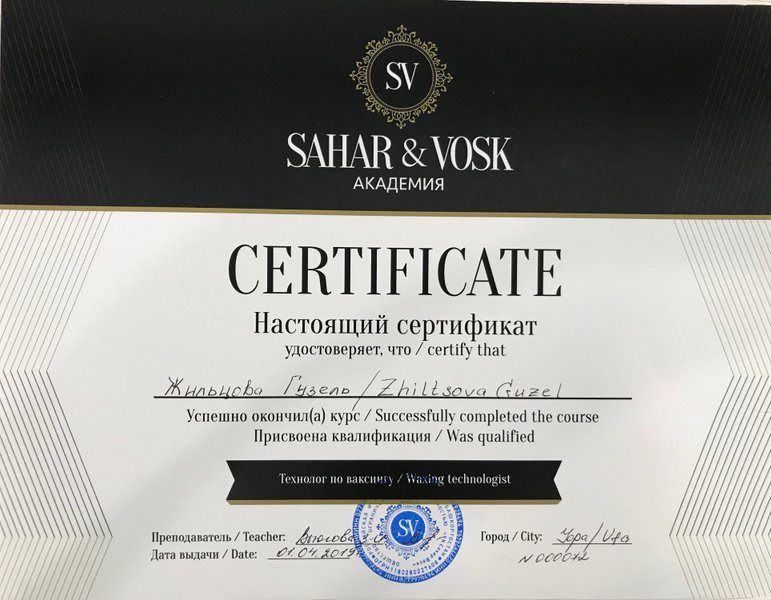 SV
SAHAR & VOSK
АКАДЕМИЯ
CERTIFICATE
Настоящий сертификат
удостоверяет, что / certify that
Жильцова Гузель / Zhiltsova Guzel
Успешно окончил(а) курс / Successfully completed the course
Присвоена квалификация / Was qualified
Технолог по ваксингу / Waxing technologist
Преподаватель / Teacher:
Город / City: Уфа / Ufa
Дата выдачи / Date: 01.04.2019
N 000072
SV